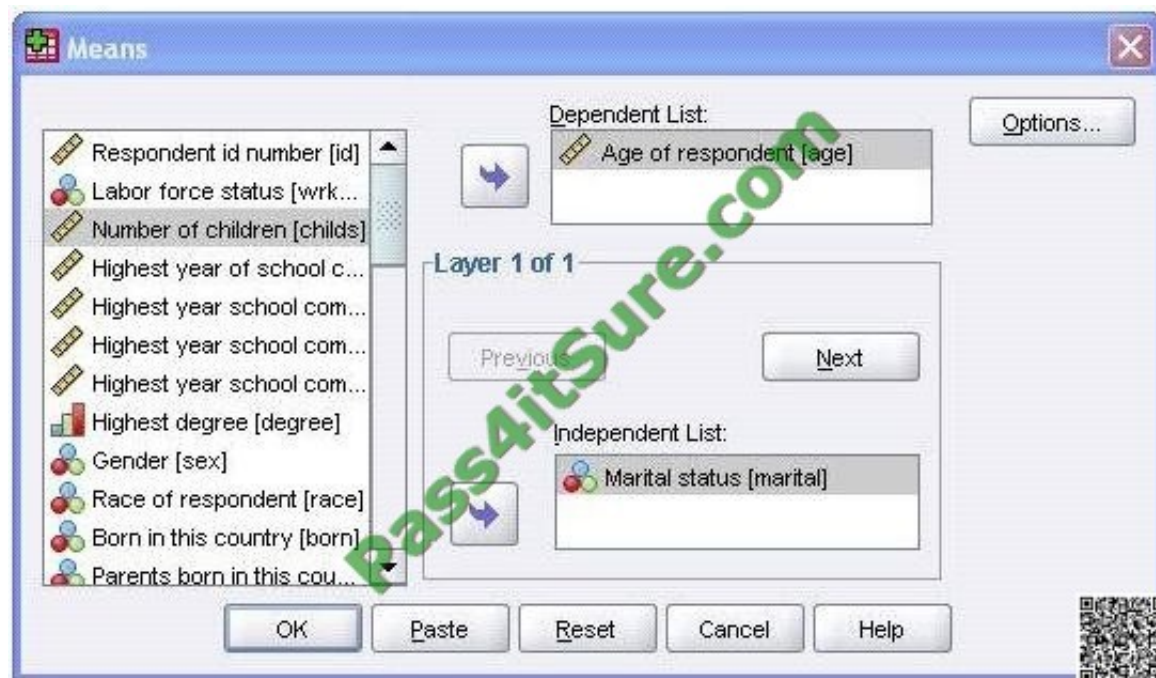 Means
Dependent List:
Options...
Respondent id number [id]
Labor force status [wrk...
Number of children [childs]
Highest year of school c...
Highest year school com...
Highest year school com...
Highest year school com...
Highest degree [degree]
Gender [sex]
Race of respondent [race]
Born in this country [born]
Parents born in this cou...
Age of respondent [age]
Layer 1 of 1
Previous
Next
Independent List:
Marital status [marital]
OK
Paste
Reset
Cancel
Help
Pass4itSure.com